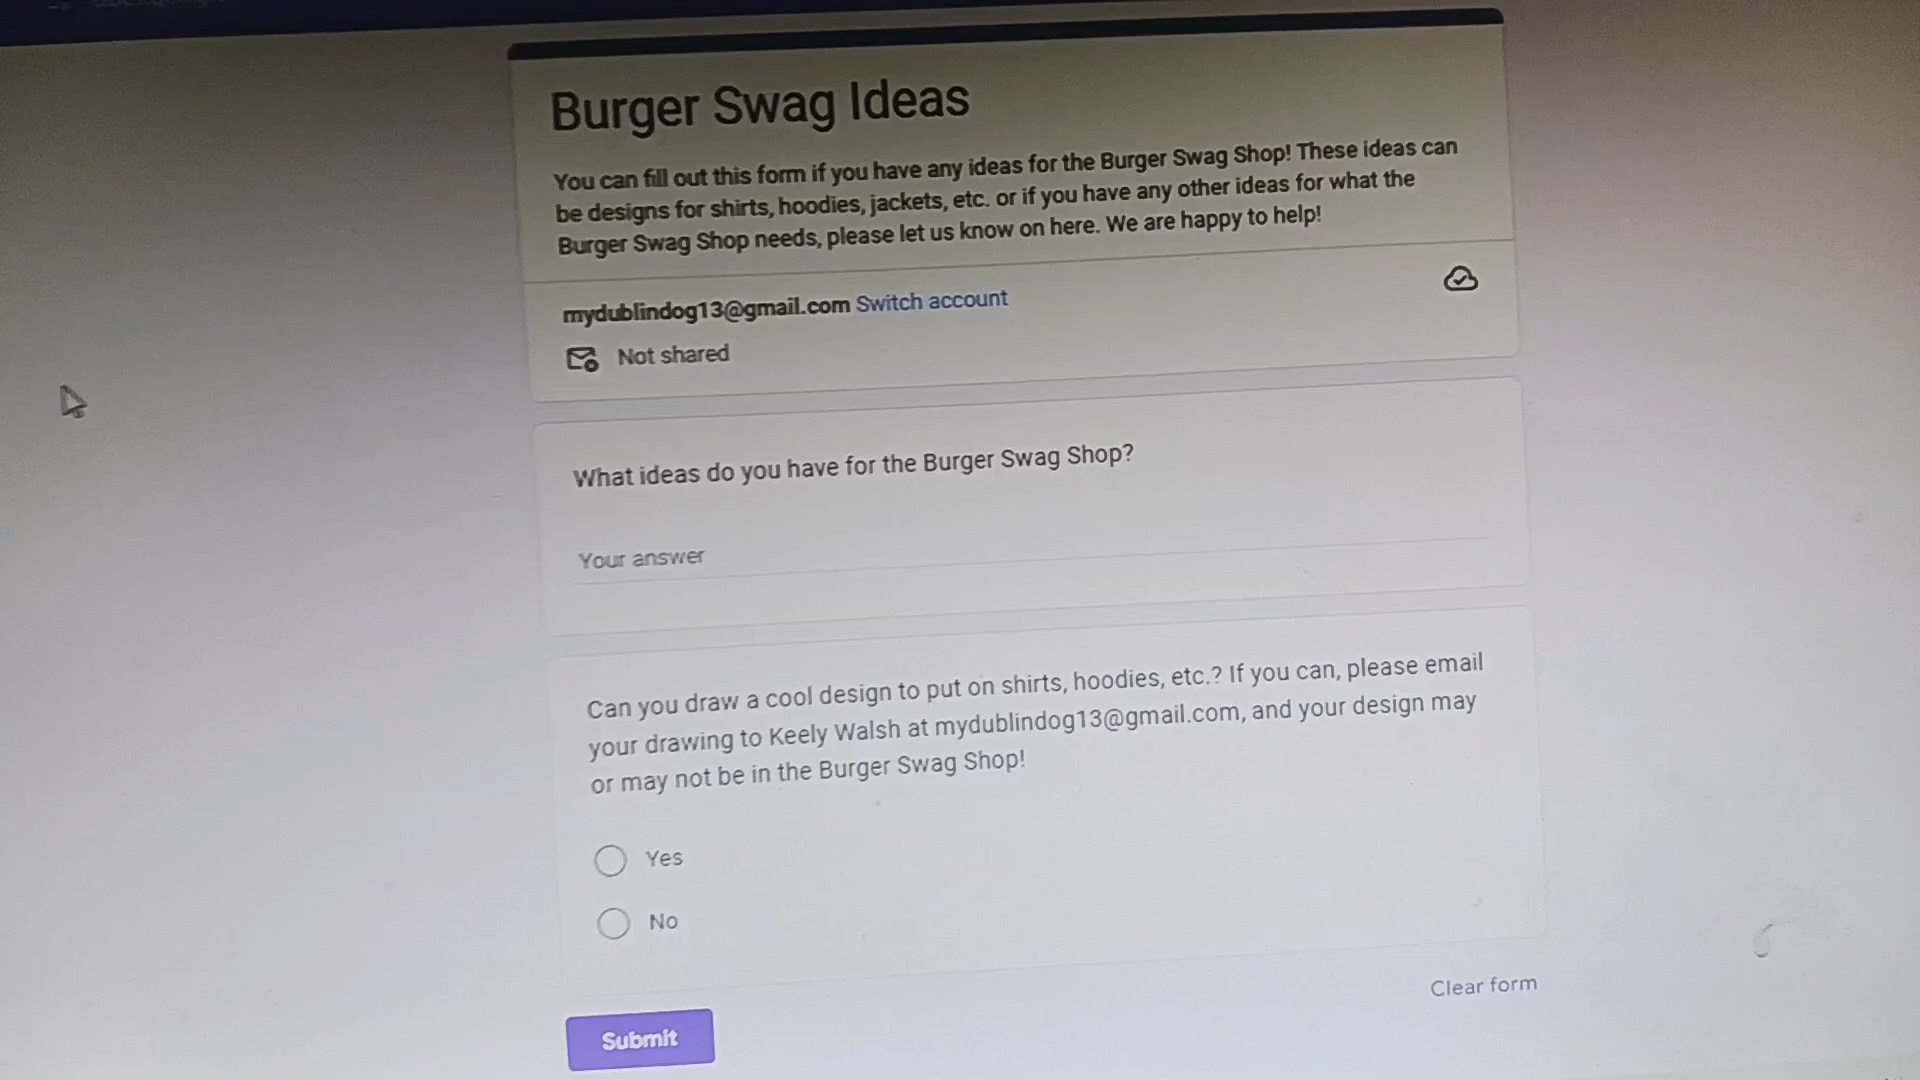 Burger Swag Ideas
You can fill out this form if you have any ideas for the Burger Swag Shop! These ideas can
be designs for shirts, hoodies, jackets, etc. or if you have any other ideas for what the
Burger Swag Shop needs, please let us know on here. We are happy to help!
mydublindog13@gmail.com Switch account
Not shared
What ideas do you have for the Burger Swag Shop?
Your answer
Can you draw a cool design to put on shirts, hoodies, etc.? If you can, please email
your drawing to Keely Walsh at mydublindog13@gmail.com, and your design may
or may not be in the Burger Swag Shop!
Yes
No
Clear form
Submit